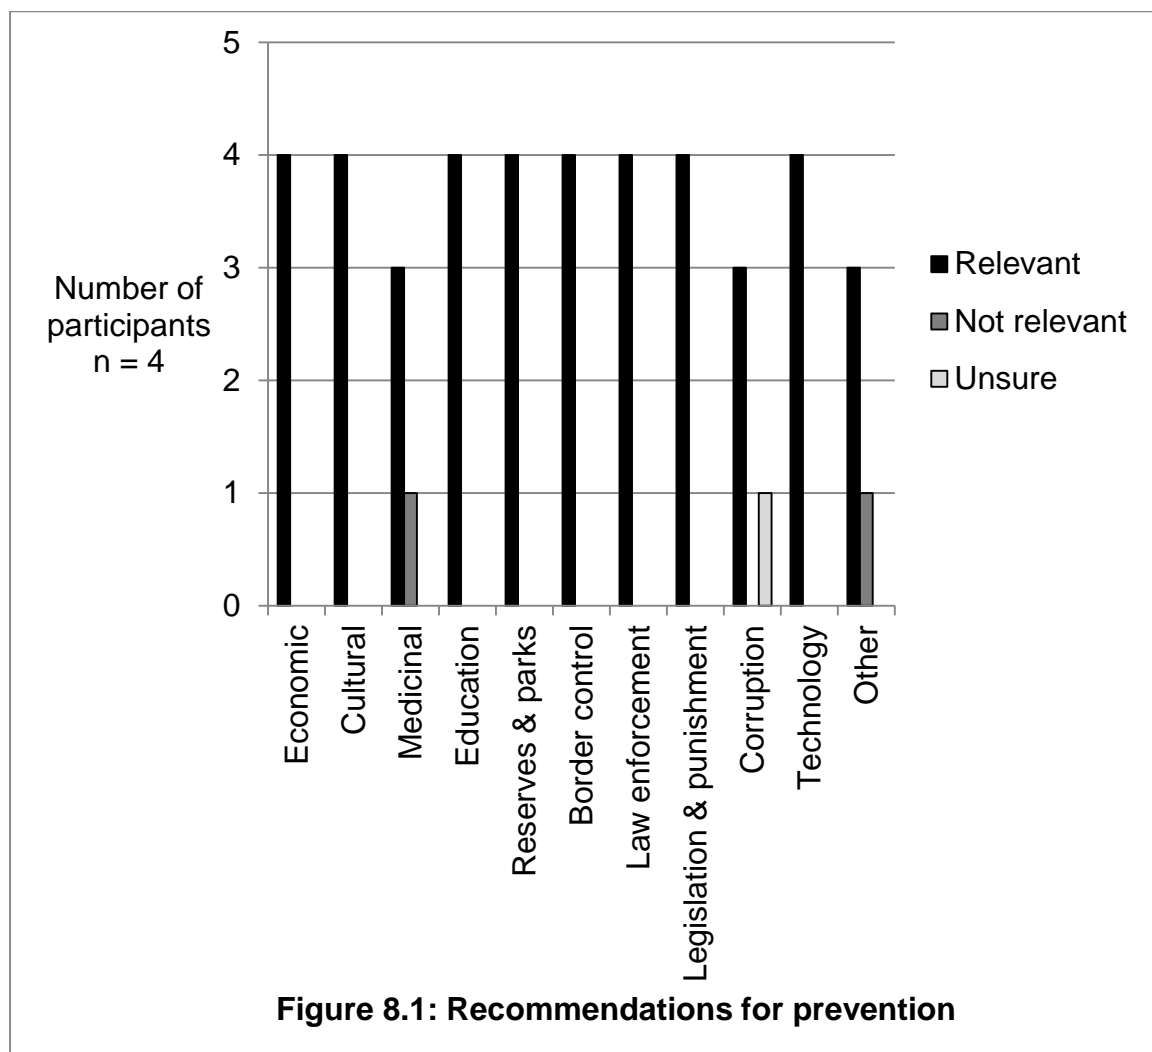 5
4
3
2
1
0
Number of
participants
n = 4
Relevant
Not relevant
Unsure
Economic
Cultural
Medicinal
Education
Reserves & parks
Border control
Law enforcement
Legislation & punishment
Corruption
Technology
Other
Figure 8.1: Recommendations for prevention